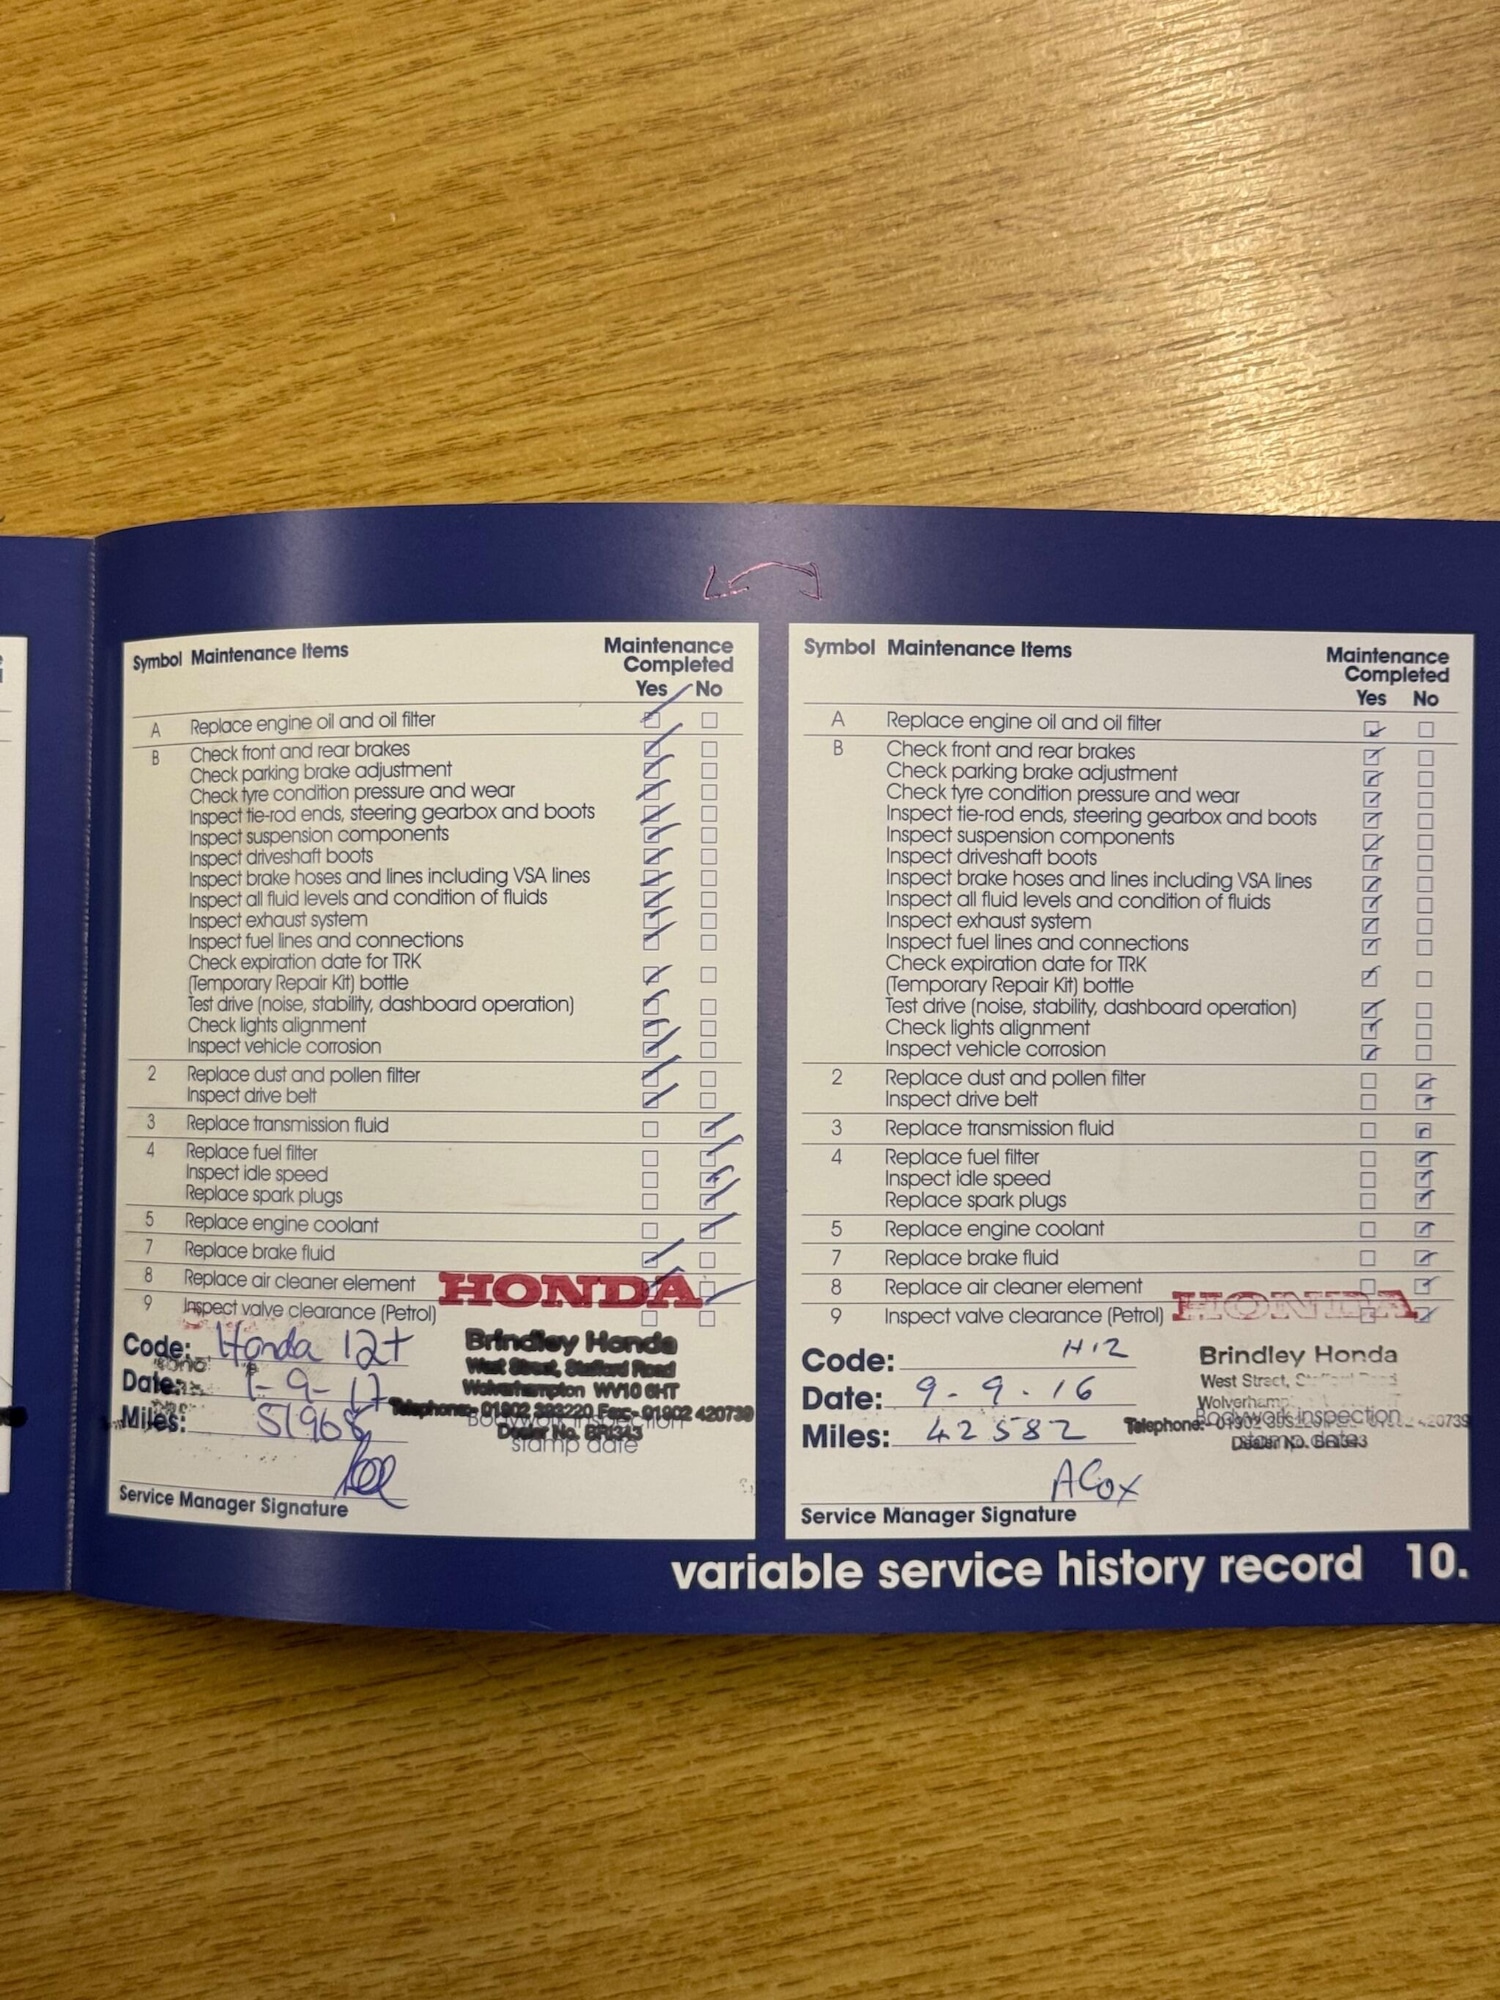 Symbol Maintenance Items Maintenance Completed
Yes No
A Replace engine oil and oil filter
B Check front and rear brakes
Check parking brake adjustment
Check tyre condition pressure and wear
Inspect tie-rod ends, steering gearbox and boots
Inspect suspension components
Inspect driveshaft boots
Inspect brake hoses and lines including VSA lines
Inspect all fluid levels and condition of fluids
Inspect exhaust system
Inspect fuel lines and connections
Check expiration date for TRK
(Temporary Repair Kit) bottle
Test drive (noise, stability, dashboard operation)
Check lights alignment
Inspect vehicle corrosion
2 Replace dust and pollen filter
Inspect drive belt
3 Replace transmission fluid
4 Replace fuel filter
Inspect idle speed
Replace spark plugs
5 Replace engine coolant
7 Replace brake fluid
8 Replace air cleaner element
9 Inspect valve clearance (Petrol)
HONDA
Code: Honda 12+
Date: 1-9-17
Miles: 51968
Brindley Honda
West Street, Stafford Road
Wolverhampton WV10 6HT
Telephone:- 01902 393220 Fax:- 01902 420739
Dealer No. BRI343
Bodywork inspection
stamp date
Service Manager Signature
Symbol Maintenance Items Maintenance Completed
Yes No
A Replace engine oil and oil filter
B Check front and rear brakes
Check parking brake adjustment
Check tyre condition pressure and wear
Inspect tie-rod ends, steering gearbox and boots
Inspect suspension components
Inspect driveshaft boots
Inspect brake hoses and lines including VSA lines
Inspect all fluid levels and condition of fluids
Inspect exhaust system
Inspect fuel lines and connections
Check expiration date for TRK
(Temporary Repair Kit) bottle
Test drive (noise, stability, dashboard operation)
Check lights alignment
Inspect vehicle corrosion
2 Replace dust and pollen filter
Inspect drive belt
3 Replace transmission fluid
4 Replace fuel filter
Inspect idle speed
Replace spark plugs
5 Replace engine coolant
7 Replace brake fluid
8 Replace air cleaner element
9 Inspect valve clearance (Petrol)
HONDA
Code: H12
Date: 9.9.16
Miles: 42582
Brindley Honda
West Street,
Telephone:-
Dealer No. BRI343
Bodywork inspection
stamp date
ACox
Service Manager Signature
variable service history record 10.